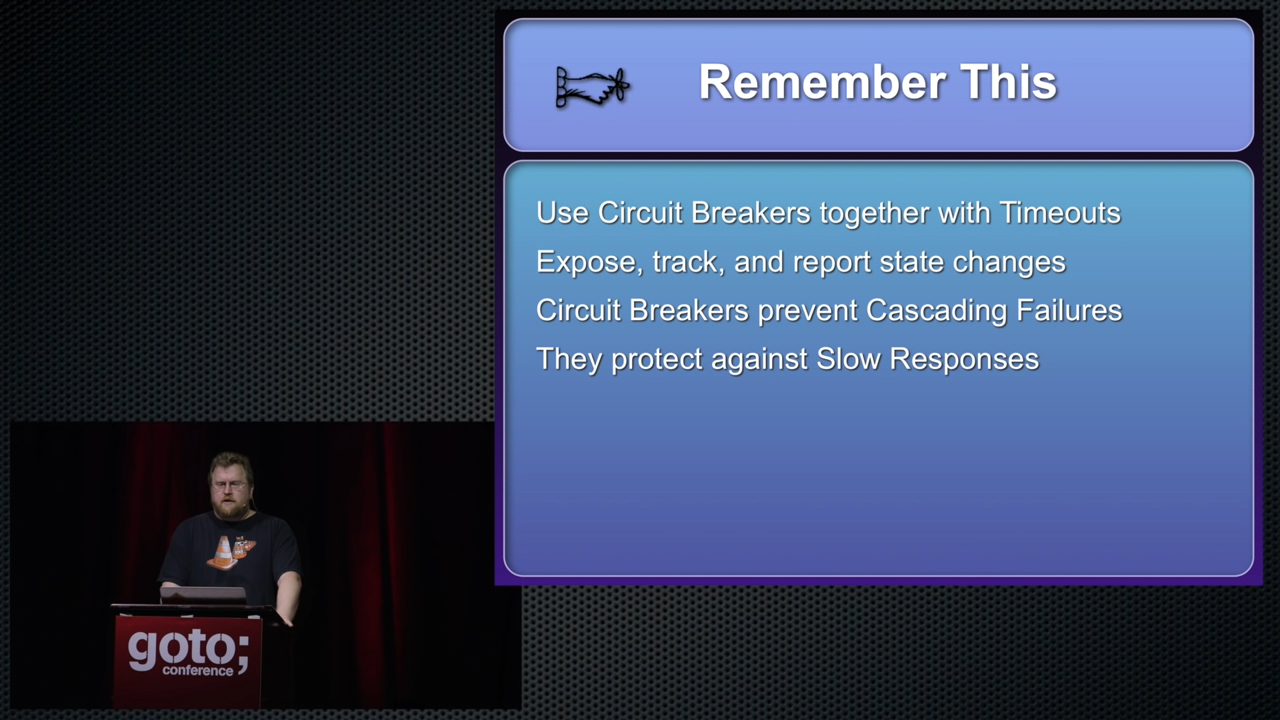 Remember This
Use Circuit Breakers together with Timeouts
Expose, track, and report state changes
Circuit Breakers prevent Cascading Failures
They protect against Slow Responses
goto;
conference